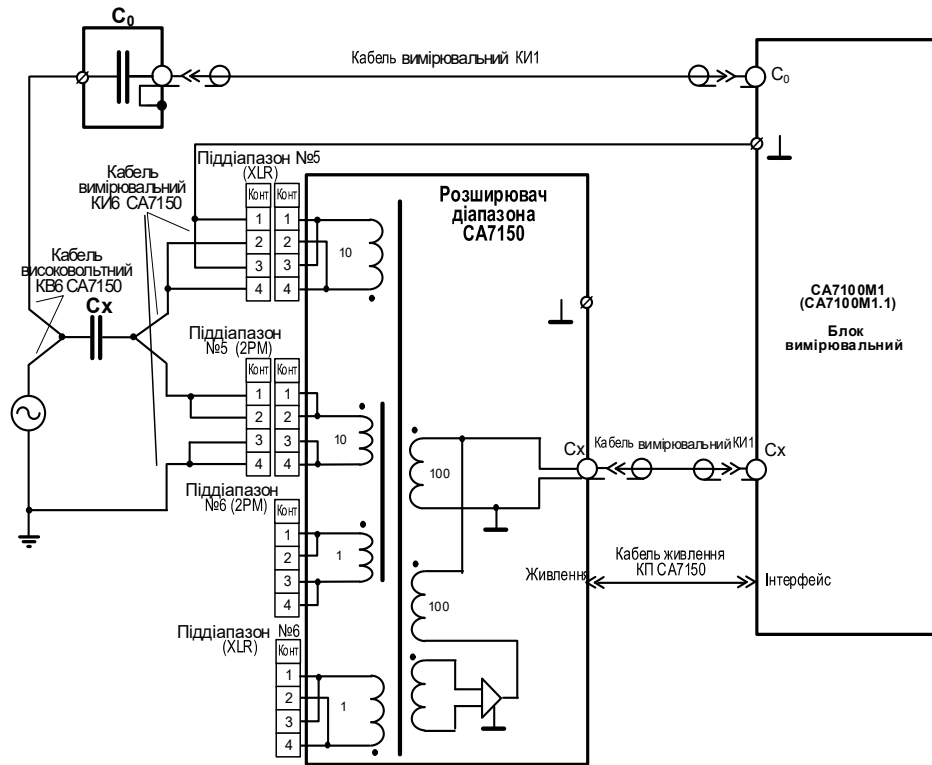 C0
Кабель вимірювальний КИ1
C0
Кабель
вимірювальний
КИ6 СА7150
Піддіапазон №5
(XLR)
Конт
Конт
1
1
2
2
3
3
4
4
10
Розширювач
діапазона
СА7150
Кабель
високовольтний
КВ6 СА7150
Сх
СА7100М1
(СА7100М1.1)
Блок
вимірювальний
Піддіапазон
№5 (2РМ)
Конт
Конт
1
1
2
2
3
3
4
4
10
100
Сх
Кабель вимірювальний КИ1
Сх
Піддіапазон
№6 (2РМ)
Конт
1
2
3
4
1
Живлення
Кабель живлення
КП СА7150
Інтерфейс
100
Піддіапазон №6
(XLR)
Конт
1
2
3
4
1